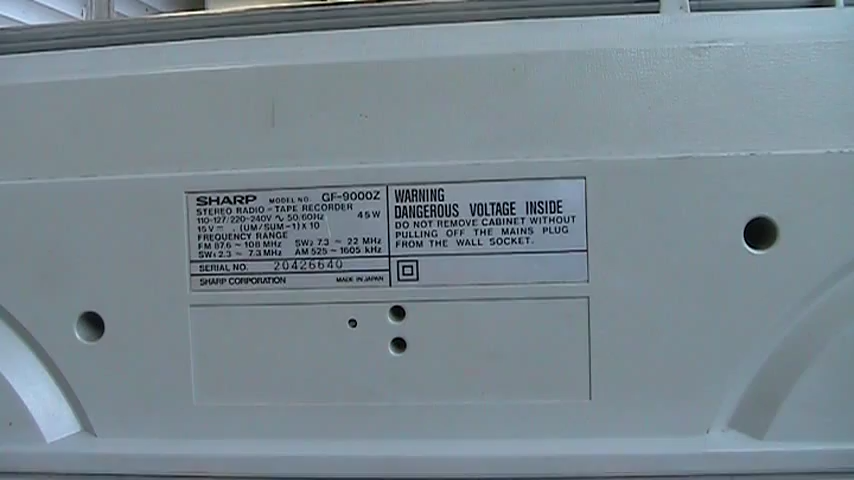 SHARP MODEL NO. GF-9000Z
STEREO RADIO-TAPE RECORDER
110-127/220-240V ∿ 50/60Hz 45W
15V ⎓ (UM/SUM-1) X 10
FREQUENCY RANGE
FM 87.6 ~ 108 MHz SW2 7.3 ~ 22 MHz
SW1 2.3 ~ 7.3 MHz AM 525 ~ 1605 kHz
SERIAL NO. 20426640
SHARP CORPORATION MADE IN JAPAN
WARNING
DANGEROUS VOLTAGE INSIDE
DO NOT REMOVE CABINET WITHOUT
PULLING OFF THE MAINS PLUG
FROM THE WALL SOCKET.